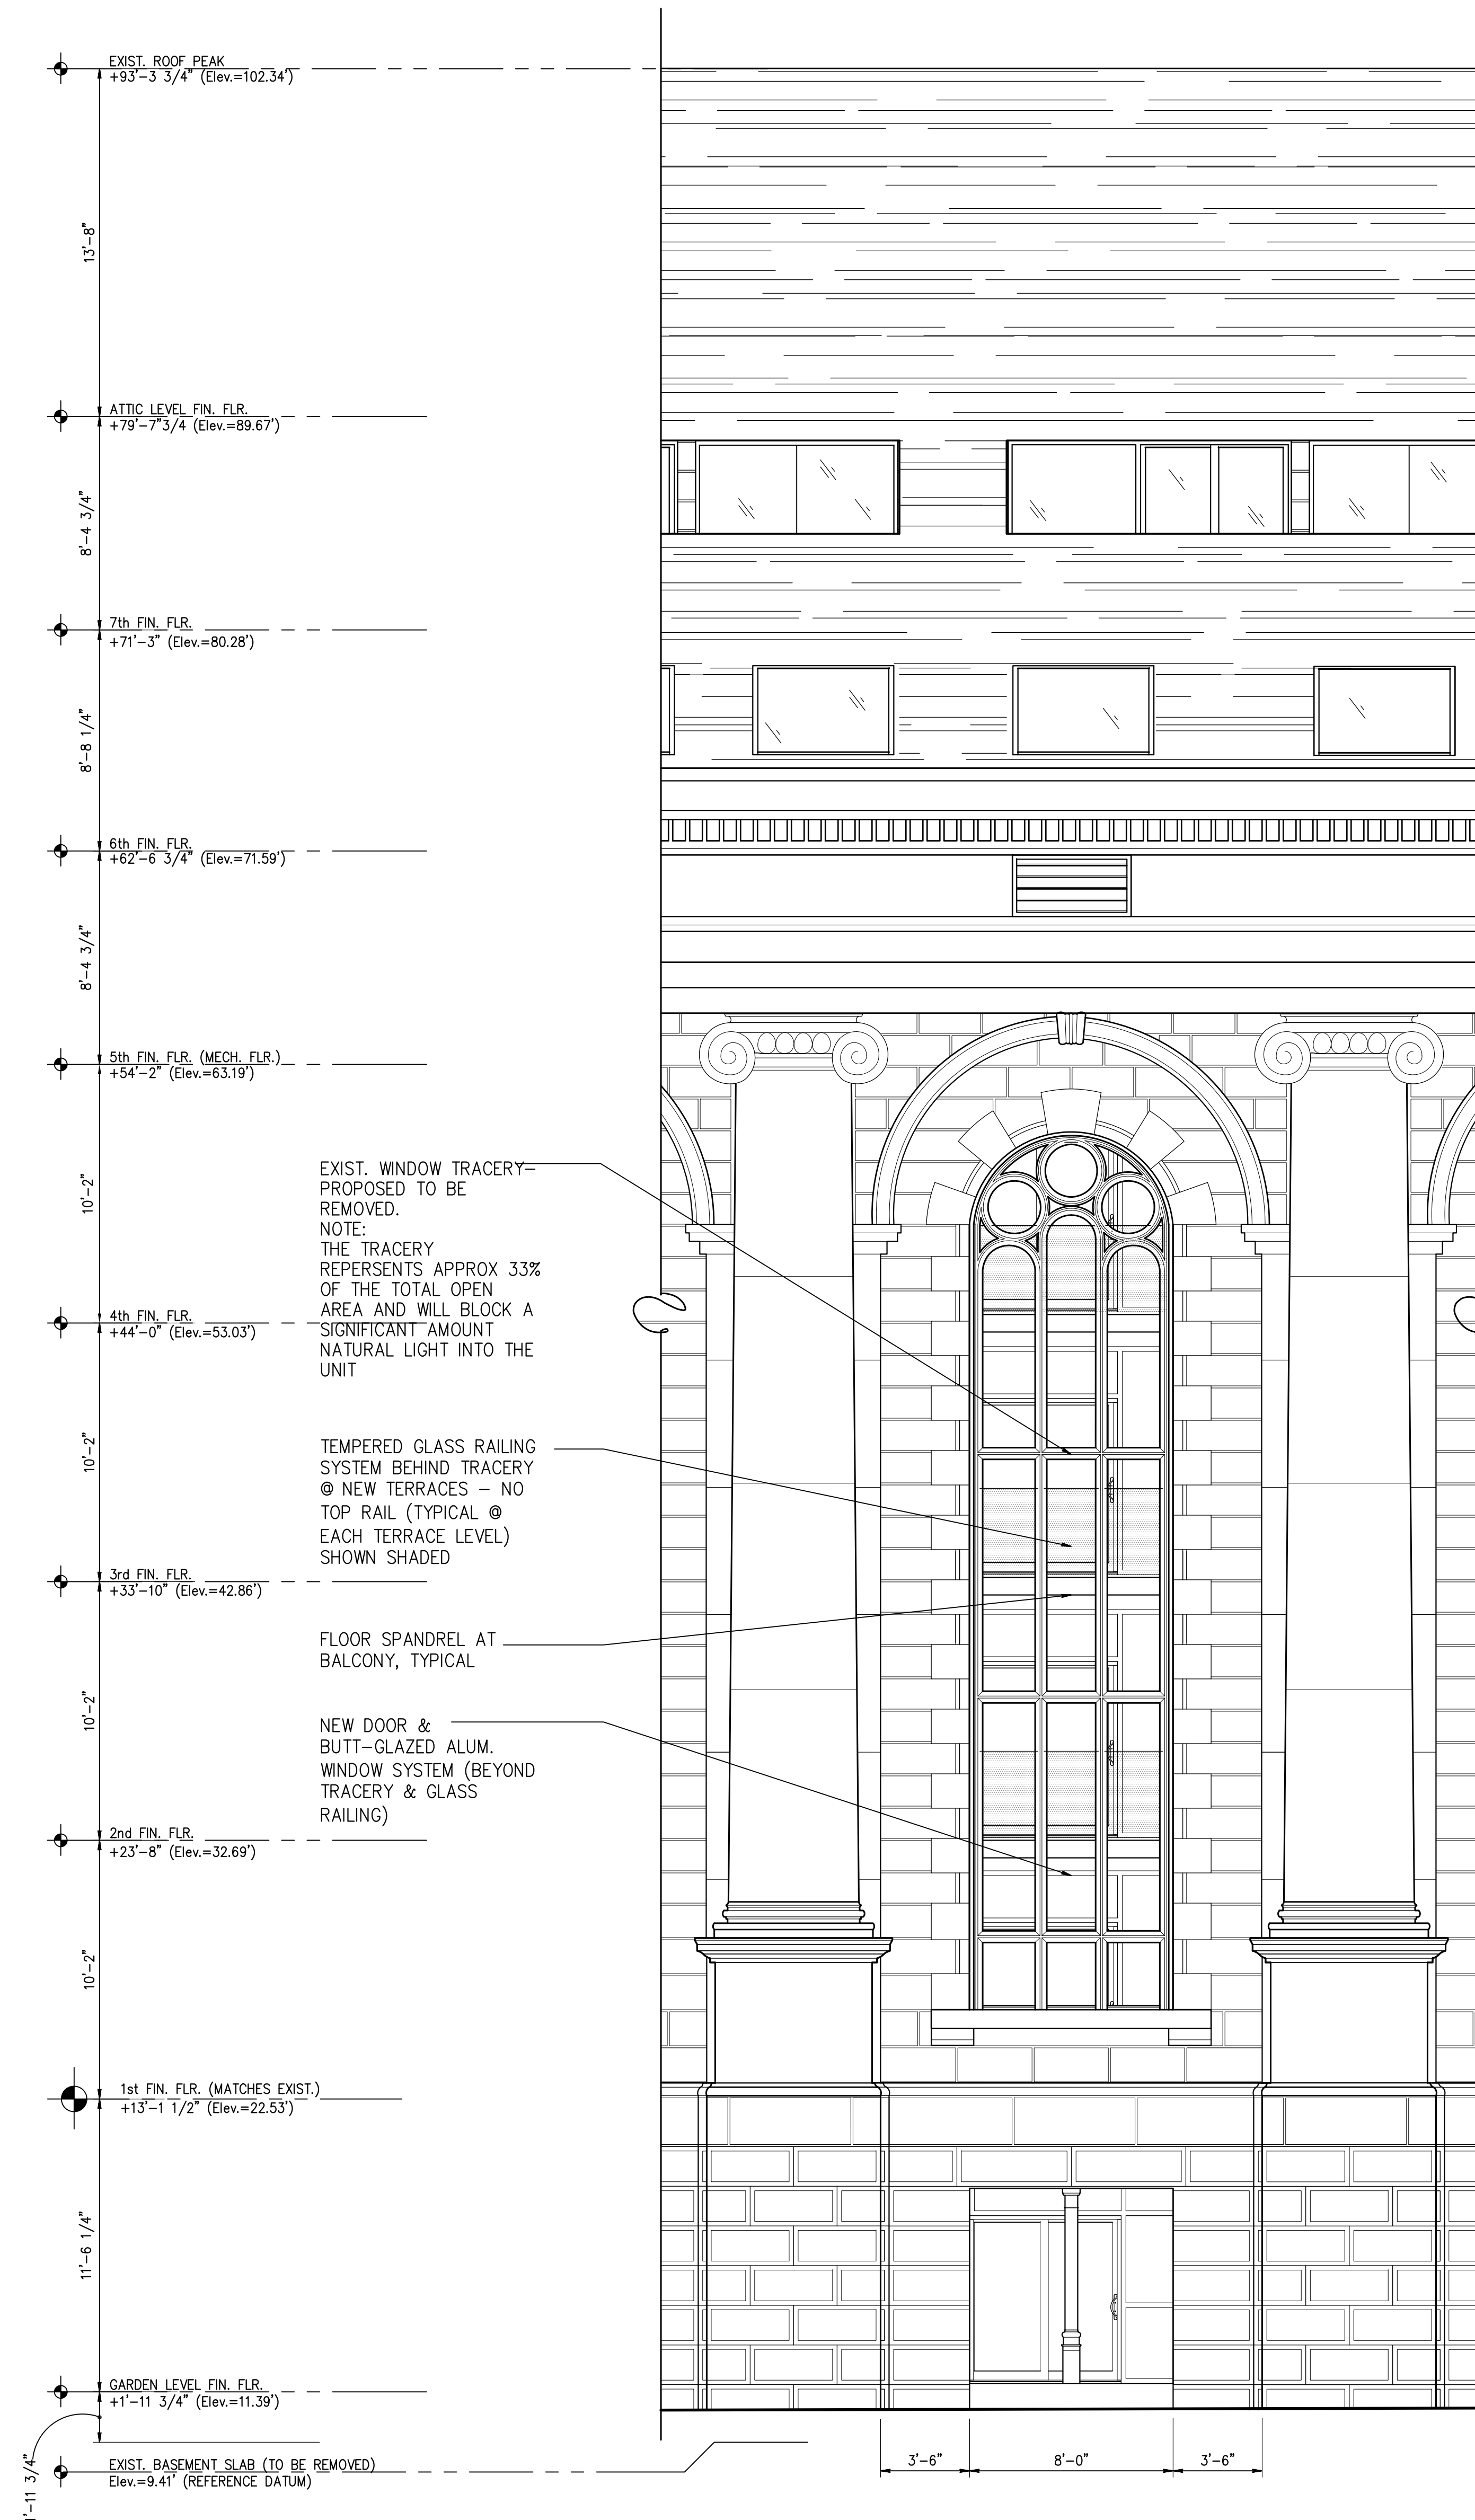 EXIST. ROOF PEAK
+93'-3 3/4" (Elev.=102.34')
13'-8"
ATTIC LEVEL FIN. FLR.
+79'-7"3/4 (Elev.=89.67')
8'-4 3/4"
7th FIN. FLR.
+71'-3" (Elev.=80.28')
8'-8 1/4"
6th FIN. FLR.
+62'-6 3/4" (Elev.=71.59')
8'-4 3/4"
5th FIN. FLR. (MECH. FLR.)
+54'-2" (Elev.=63.19')
10'-2"
EXIST. WINDOW TRACERY-
PROPOSED TO BE
REMOVED.
NOTE:
THE TRACERY
REPERSENTS APPROX 33%
OF THE TOTAL OPEN
AREA AND WILL BLOCK A
SIGNIFICANT AMOUNT
NATURAL LIGHT INTO THE
UNIT
4th FIN. FLR.
+44'-0" (Elev.=53.03')
10'-2"
TEMPERED GLASS RAILING
SYSTEM BEHIND TRACERY
@ NEW TERRACES - NO
TOP RAIL (TYPICAL @
EACH TERRACE LEVEL)
SHOWN SHADED
3rd FIN. FLR.
+33'-10" (Elev.=42.86')
FLOOR SPANDREL AT
BALCONY, TYPICAL
10'-2"
NEW DOOR &
BUTT-GLAZED ALUM.
WINDOW SYSTEM (BEYOND
TRACERY & GLASS
RAILING)
2nd FIN. FLR.
+23'-8" (Elev.=32.69')
10'-2"
1st FIN. FLR. (MATCHES EXIST.)
+13'-1 1/2" (Elev.=22.53')
11'-6 1/4"
GARDEN LEVEL FIN. FLR.
+1'-11 3/4" (Elev.=11.39')
1'-11 3/4"
EXIST. BASEMENT SLAB (TO BE REMOVED)
Elev.=9.41' (REFERENCE DATUM)
3'-6"
8'-0"
3'-6"